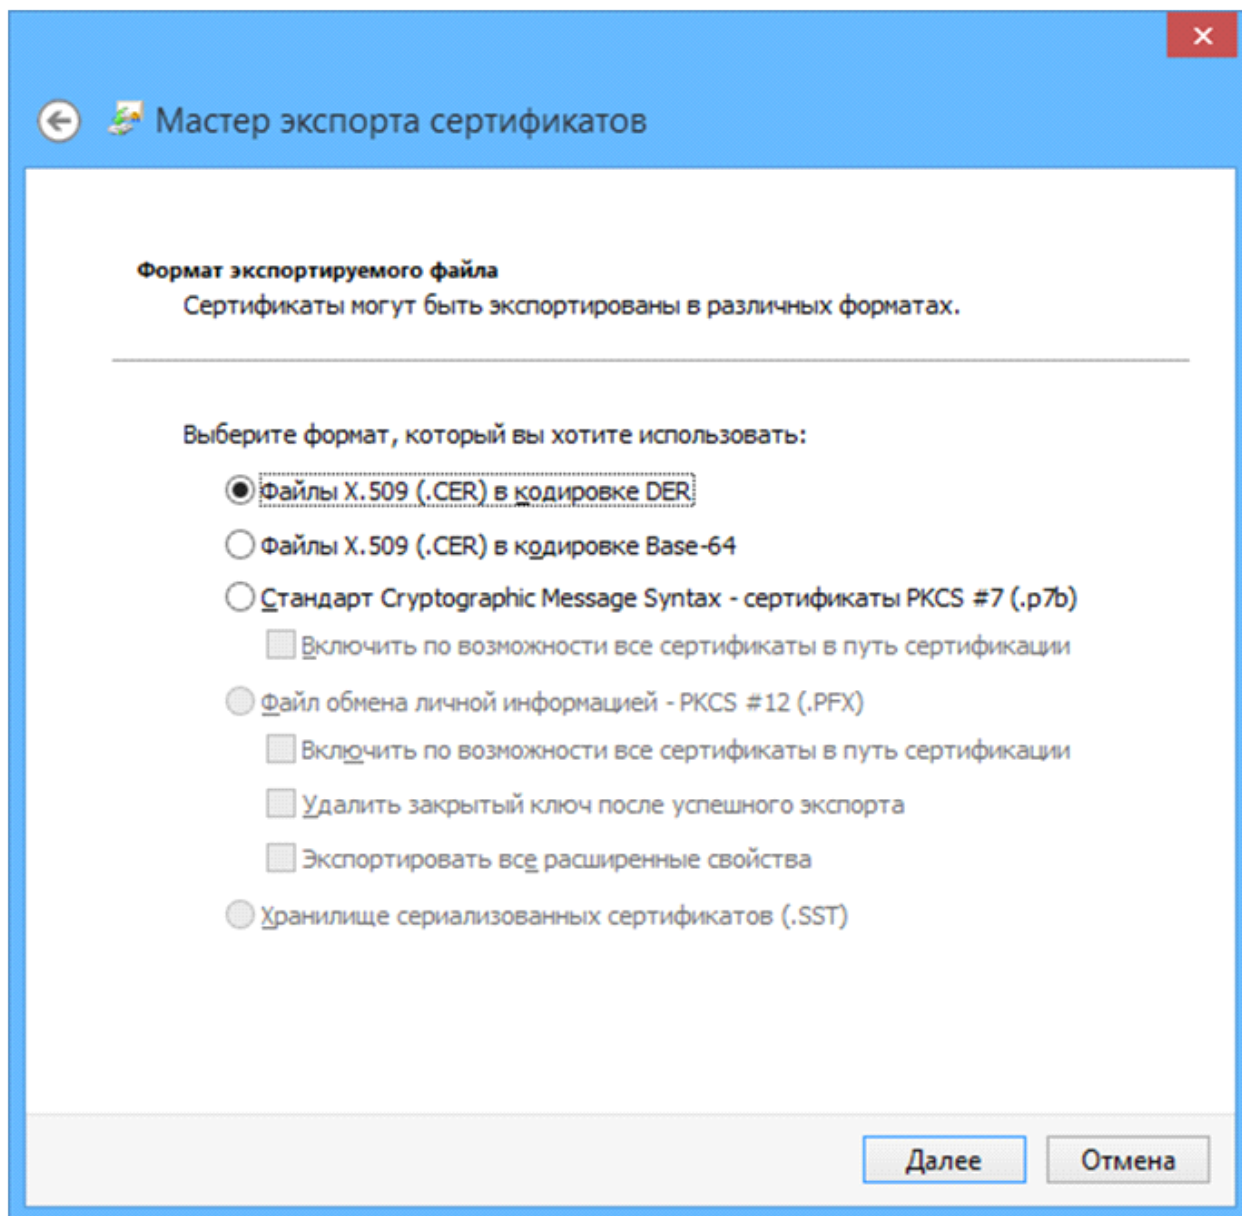 Мастер экспорта сертификатов
Формат экспортируемого файла
Сертификаты могут быть экспортированы в различных форматах.
Выберите формат, который вы хотите использовать:
Файлы X.509 (.CER) в кодировке DER
Файлы X.509 (.CER) в кодировке Base-64
Стандарт Cryptographic Message Syntax - сертификаты PKCS #7 (.p7b)
Включить по возможности все сертификаты в путь сертификации
Файл обмена личной информацией - PKCS #12 (.PFX)
Включить по возможности все сертификаты в путь сертификации
Удалить закрытый ключ после успешного экспорта
Экспортировать все расширенные свойства
Хранилище сериализованных сертификатов (.SST)
Далее Отмена